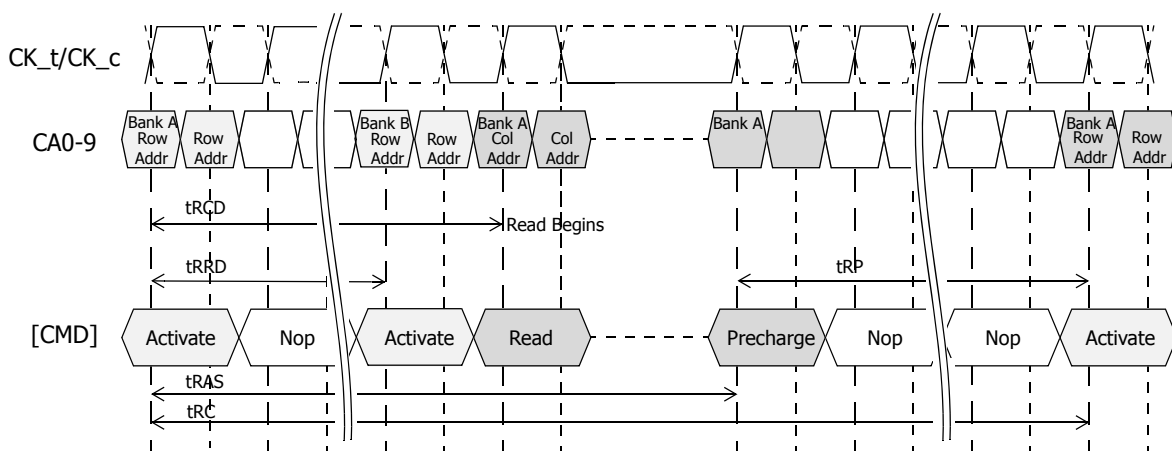 CK_t/CK_c
CA0-9
Bank A
Row
Addr
Row
Addr
Bank B
Row
Addr
Row
Addr
Bank A
Col
Addr
Col
Addr
Bank A
Bank A
Row
Addr
Row
Addr
tRCD
Read Begins
tRRD
tRP
[CMD]
Activate
Nop
Activate
Read
Precharge
Nop
Nop
Activate
tRAS
tRC